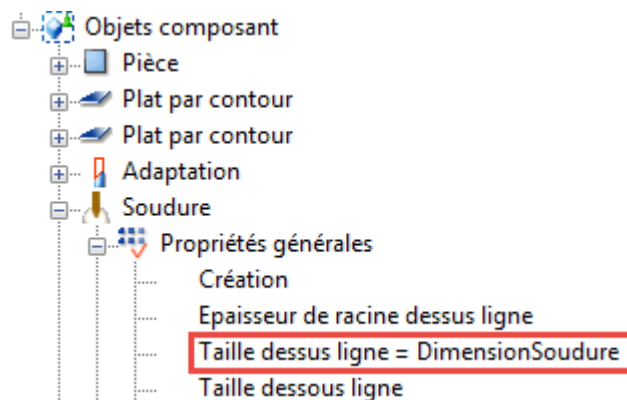 Objets composant
Pièce
Plat par contour
Plat par contour
Adaptation
Soudure
Propriétés générales
Création
Epaisseur de racine dessus ligne
Taille dessus ligne = DimensionSoudure
Taille dessous ligne